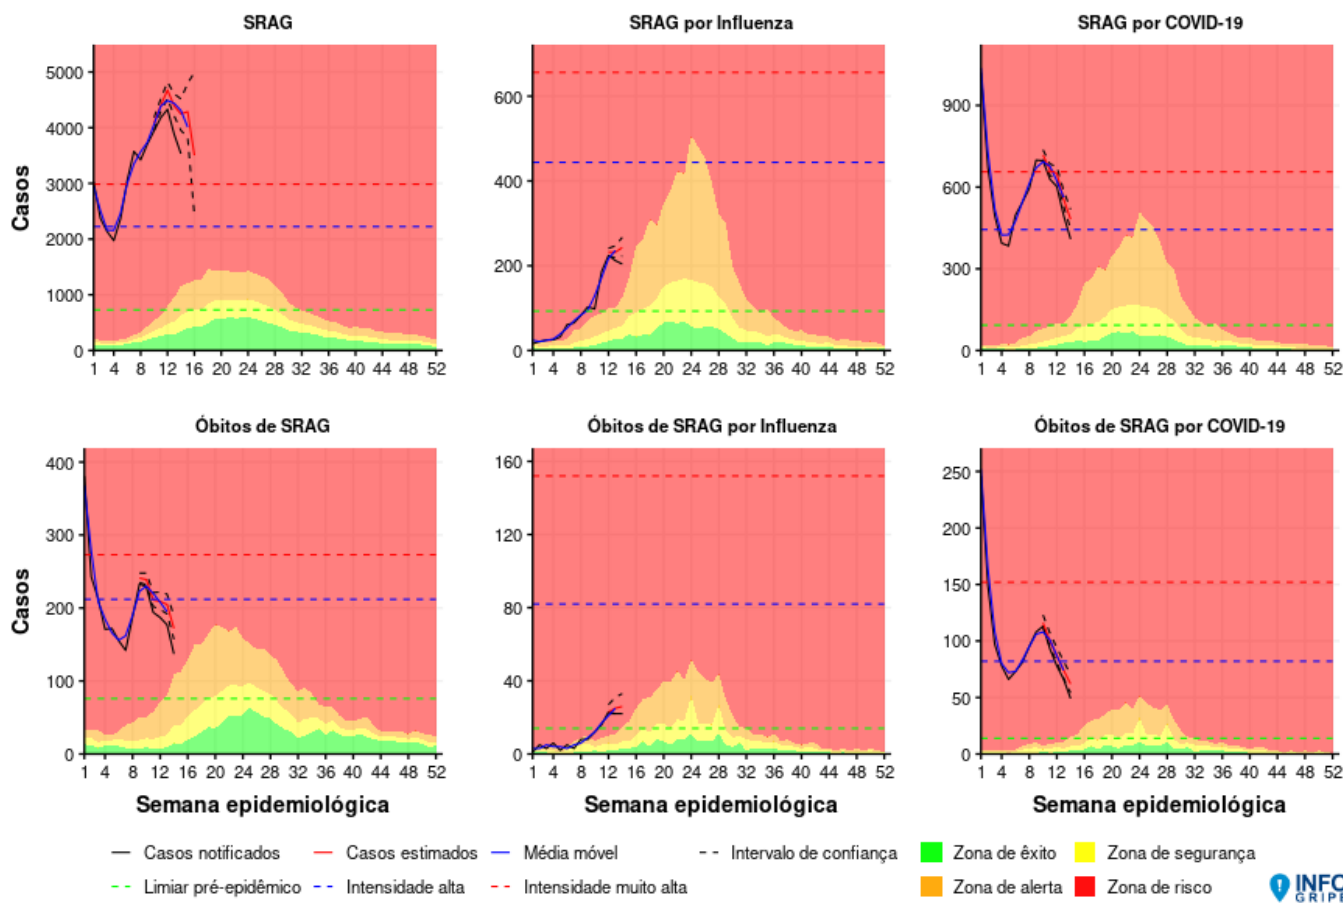 SRAG
SRAG por Influenza
SRAG por COVID-19
Casos
5000
4000
3000
2000
1000
0
1 4 8 12 16 20 24 28 32 36 40 44 48 52
600
400
200
0
1 4 8 12 16 20 24 28 32 36 40 44 48 52
900
600
300
0
1 4 8 12 16 20 24 28 32 36 40 44 48 52
Óbitos de SRAG
Óbitos de SRAG por Influenza
Óbitos de SRAG por COVID-19
Casos
400
300
200
100
0
1 4 8 12 16 20 24 28 32 36 40 44 48 52
160
120
80
40
0
1 4 8 12 16 20 24 28 32 36 40 44 48 52
250
200
150
100
50
0
1 4 8 12 16 20 24 28 32 36 40 44 48 52
Semana epidemiológica
Semana epidemiológica
Semana epidemiológica
Casos notificados
Casos estimados
Média móvel
Intervalo de confiança
Zona de êxito
Zona de segurança
Limiar pré-epidêmico
Intensidade alta
Intensidade muito alta
Zona de alerta
Zona de risco
INFO
GRIPE